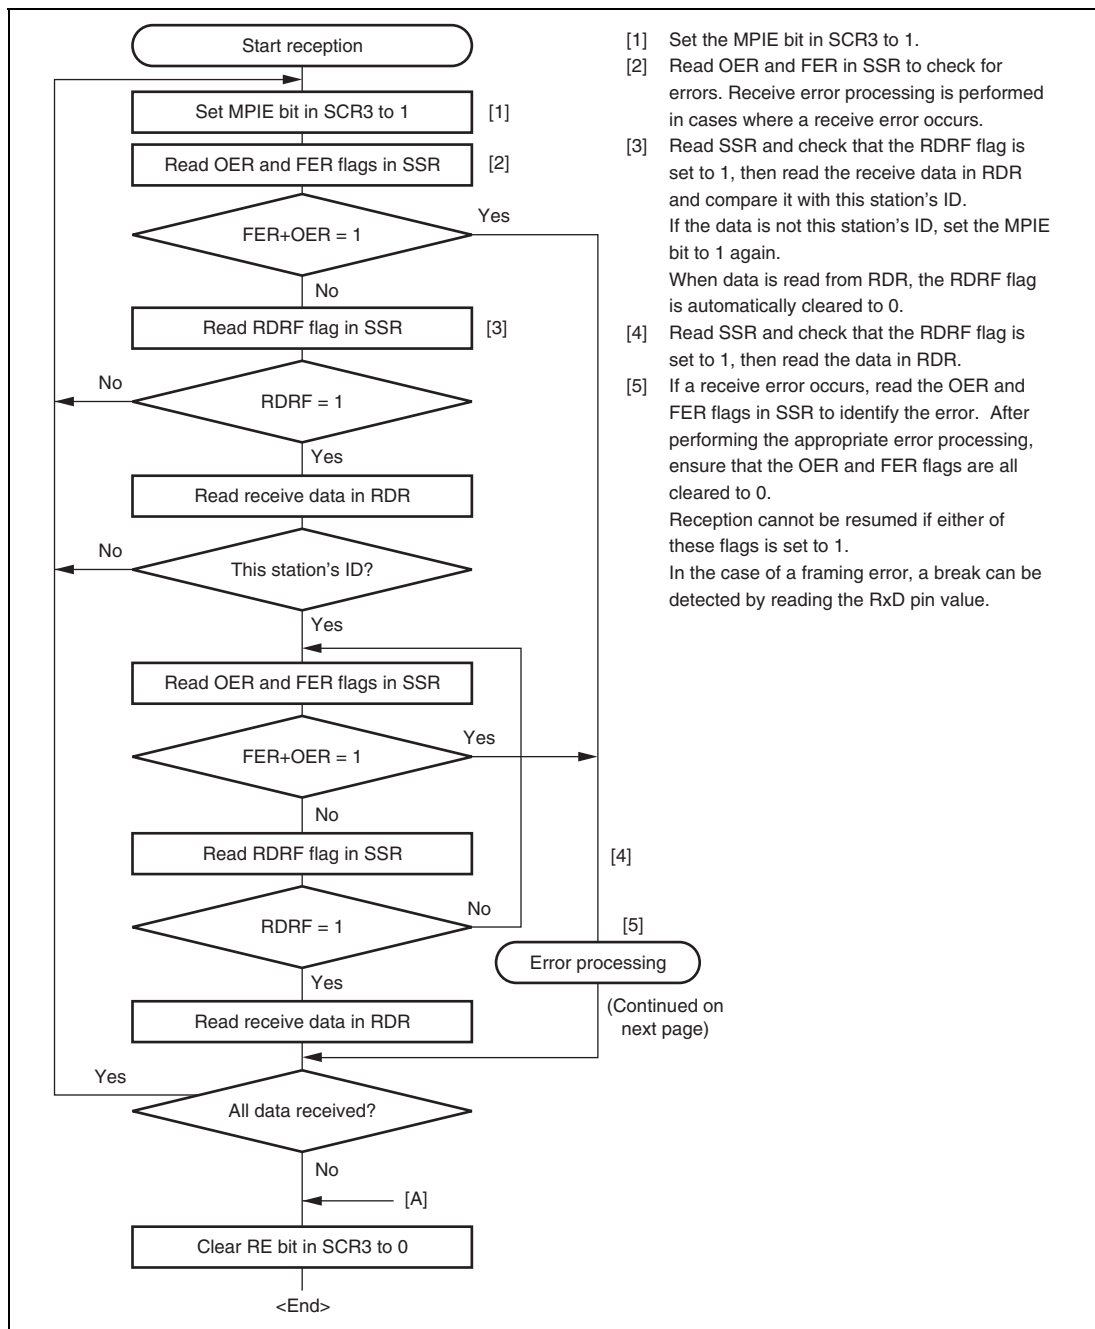 Start reception
Set MPIE bit in SCR3 to 1
[1]
Read OER and FER flags in SSR
[2]
FER+OER = 1
Yes
No
Read RDRF flag in SSR
[3]
No
RDRF = 1
Yes
Read receive data in RDR
No
This station's ID?
Yes
Read OER and FER flags in SSR
FER+OER = 1
Yes
No
Read RDRF flag in SSR
[4]
RDRF = 1
No
[5]
Error processing
Yes
(Continued on
next page)
Read receive data in RDR
Yes
All data received?
No
[A]
Clear RE bit in SCR3 to 0
<End>
[1] Set the MPIE bit in SCR3 to 1.
[2] Read OER and FER in SSR to check for
errors. Receive error processing is performed
in cases where a receive error occurs.
[3] Read SSR and check that the RDRF flag is
set to 1, then read the receive data in RDR
and compare it with this station's ID.
If the data is not this station's ID, set the MPIE
bit to 1 again.
When data is read from RDR, the RDRF flag
is automatically cleared to 0.
[4] Read SSR and check that the RDRF flag is
set to 1, then read the data in RDR.
[5] If a receive error occurs, read the OER and
FER flags in SSR to identify the error. After
performing the appropriate error processing,
ensure that the OER and FER flags are all
cleared to 0.
Reception cannot be resumed if either of
these flags is set to 1.
In the case of a framing error, a break can be
detected by reading the RxD pin value.